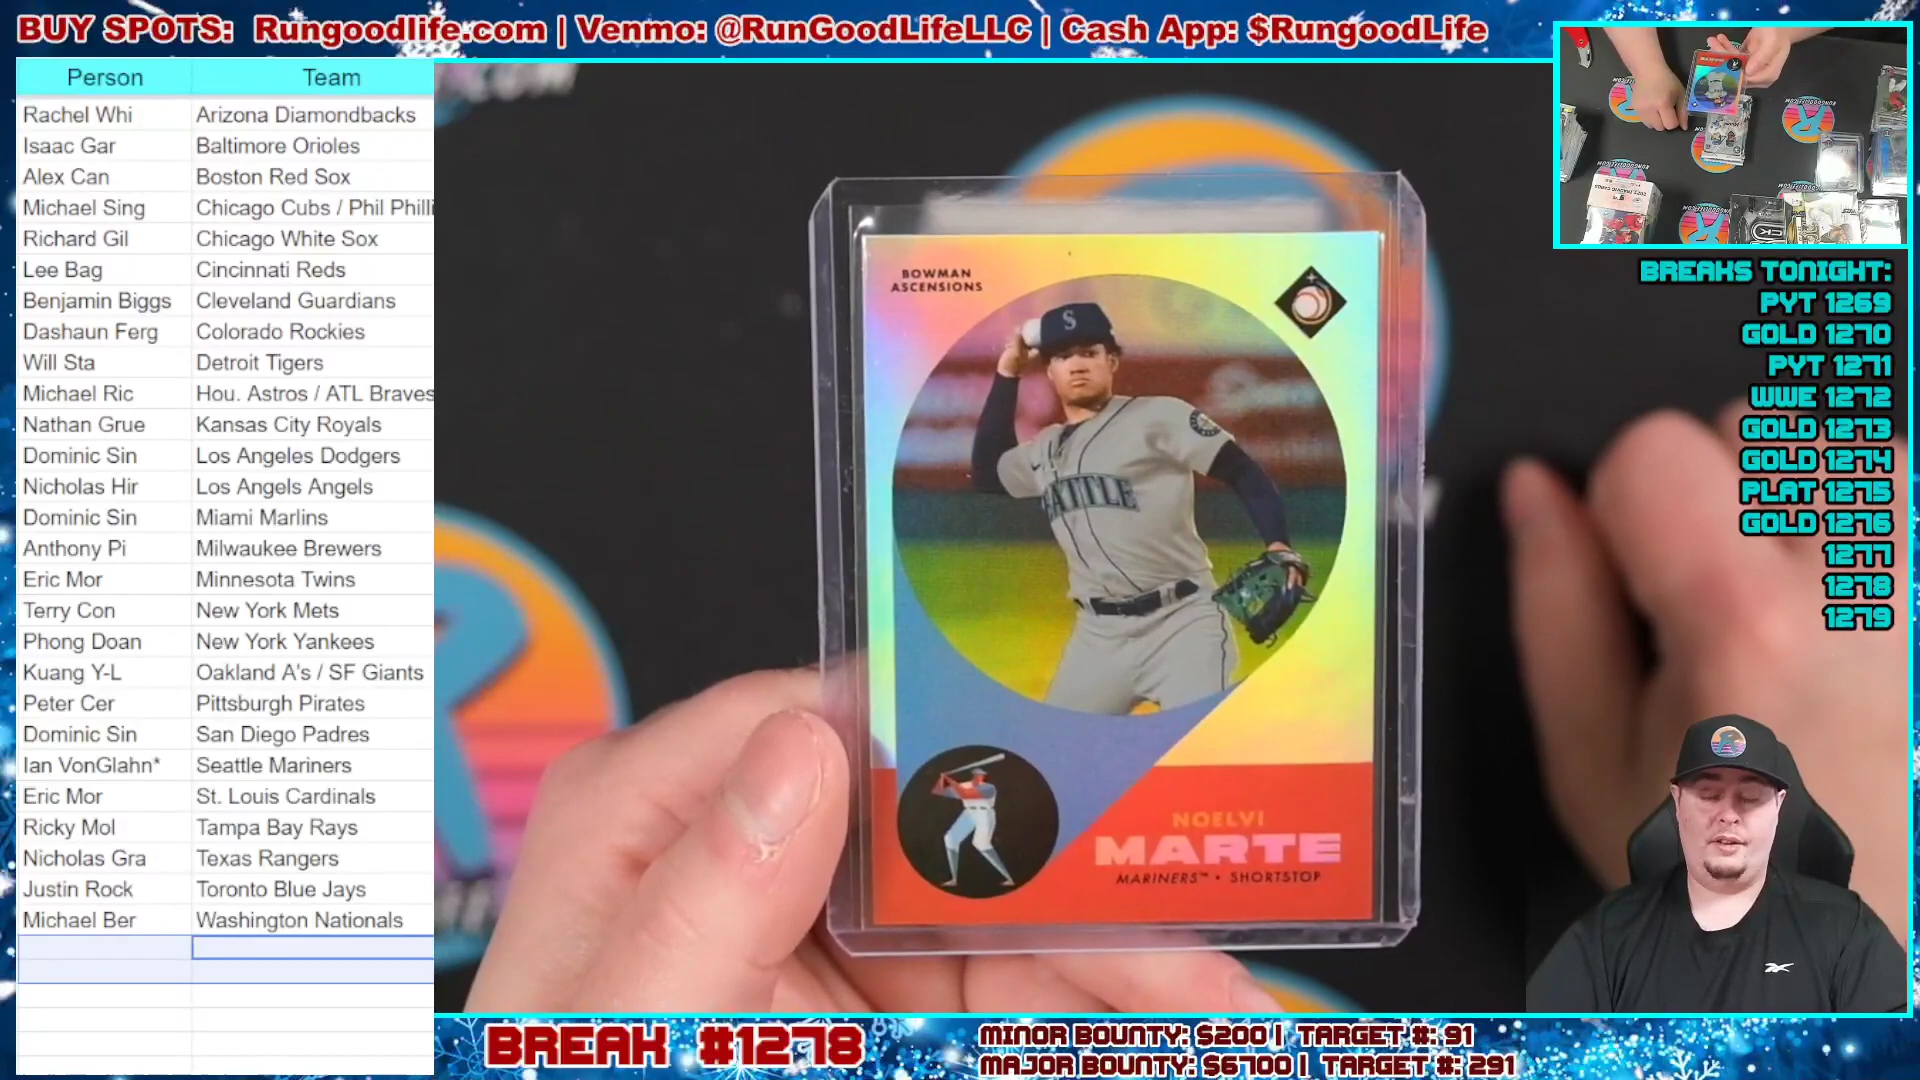 BUY SPOTS: Rungoodlife.com | Venmo: @RunGoodLifeLLC | Cash App: $RungoodLife
Person Team
Rachel Whi Arizona Diamondbacks
Isaac Gar Baltimore Orioles
Alex Can Boston Red Sox
Michael Sing Chicago Cubs / Phil Philli
Richard Gil Chicago White Sox
Lee Bag Cincinnati Reds
Benjamin Biggs Cleveland Guardians
Dashaun Ferg Colorado Rockies
Will Sta Detroit Tigers
Michael Ric Hou. Astros / ATL Braves
Nathan Grue Kansas City Royals
Dominic Sin Los Angeles Dodgers
Nicholas Hir Los Angels Angels
Dominic Sin Miami Marlins
Anthony Pi Milwaukee Brewers
Eric Mor Minnesota Twins
Terry Con New York Mets
Phong Doan New York Yankees
Kuang Y-L Oakland A's / SF Giants
Peter Cer Pittsburgh Pirates
Dominic Sin San Diego Padres
Ian VonGlahn* Seattle Mariners
Eric Mor St. Louis Cardinals
Ricky Mol Tampa Bay Rays
Nicholas Gra Texas Rangers
Justin Rock Toronto Blue Jays
Michael Ber Washington Nationals
BOWMAN
ASCENSIONS
S
SEATTLE
NOELVI
MARTE
MARINERS™ • SHORTSTOP
BREAKS TONIGHT:
PYT 1269
GOLD 1270
PYT 1271
WWE 1272
GOLD 1273
GOLD 1274
PLAT 1275
GOLD 1276
1277
1278
1279
BREAK #1278
MINOR BOUNTY: $200 | TARGET #: 91
MAJOR BOUNTY: $6700 | TARGET #: 291